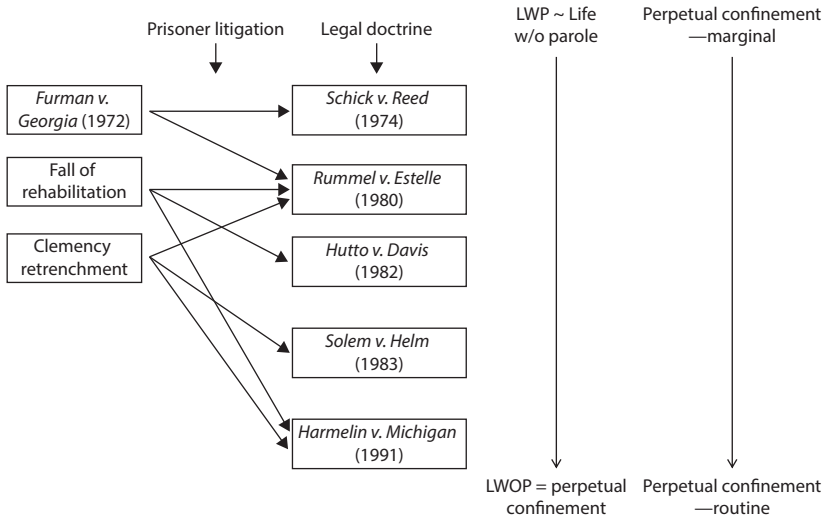 Prisoner litigation
Legal doctrine
LWP ~ Life
w/o parole
Perpetual confinement
—marginal
Furman v.
Georgia (1972)
Fall of
rehabilitation
Clemency
retrenchment
Schick v. Reed
(1974)
Rummel v. Estelle
(1980)
Hutto v. Davis
(1982)
Solem v. Helm
(1983)
Harmelin v. Michigan
(1991)
LWOP = perpetual
confinement
Perpetual confinement
—routine